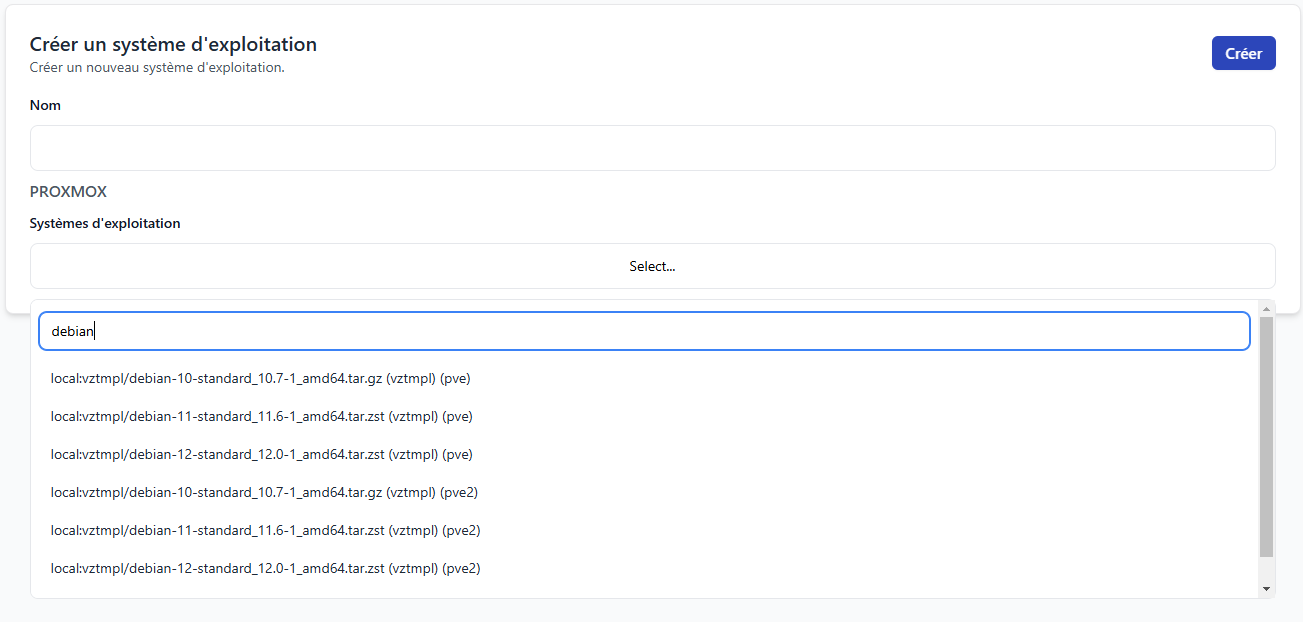 Créer un système d'exploitation
Créer un nouveau système d'exploitation.
Créer
Nom
PROXMOX
Systèmes d'exploitation
Select...
debian
local:vztmpl/debian-10-standard_10.7-1_amd64.tar.gz (vztmpl) (pve)
local:vztmpl/debian-11-standard_11.6-1_amd64.tar.zst (vztmpl) (pve)
local:vztmpl/debian-12-standard_12.0-1_amd64.tar.zst (vztmpl) (pve)
local:vztmpl/debian-10-standard_10.7-1_amd64.tar.gz (vztmpl) (pve2)
local:vztmpl/debian-11-standard_11.6-1_amd64.tar.zst (vztmpl) (pve2)
local:vztmpl/debian-12-standard_12.0-1_amd64.tar.zst (vztmpl) (pve2)